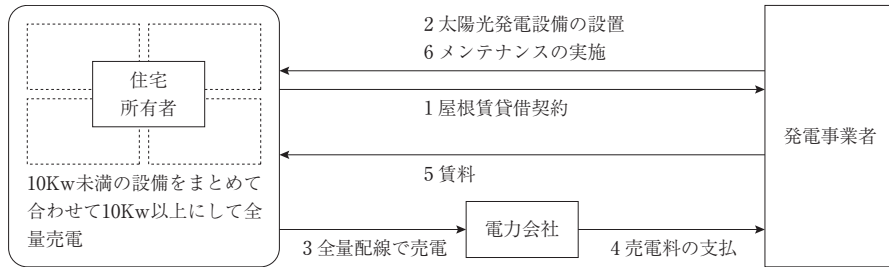 住宅
所有者
10Kw未満の設備をまとめて
合わせて10Kw以上にして全
量売電
2 太陽光発電設備の設置
6 メンテナンスの実施
1 屋根賃貸借契約
5 賃料
3 全量配線で売電
電力会社
4 売電料の支払
発電事業者